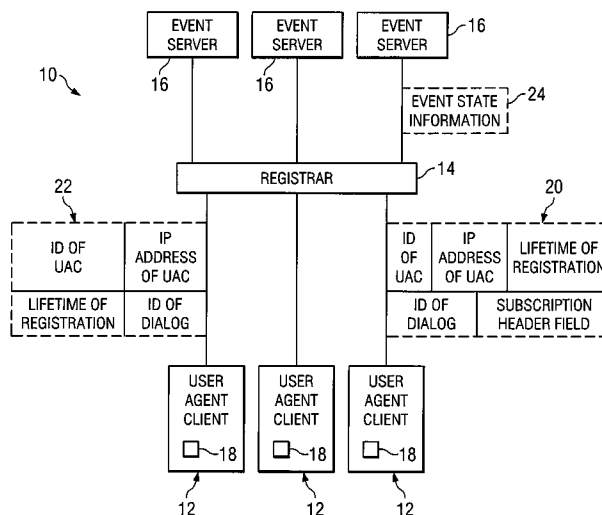 EVENT
SERVER
EVENT
SERVER
EVENT
SERVER
16
16
16
10
EVENT STATE
INFORMATION
24
REGISTRAR
14
22
20
ID OF
UAC
IP
ADDRESS
OF UAC
LIFETIME OF
REGISTRATION
ID OF
DIALOG
ID
OF
UAC
IP
ADDRESS
OF UAC
LIFETIME OF
REGISTRATION
ID OF
DIALOG
SUBSCRIPTION
HEADER FIELD
USER
AGENT
CLIENT
18
USER
AGENT
CLIENT
18
USER
AGENT
CLIENT
18
12
12
12